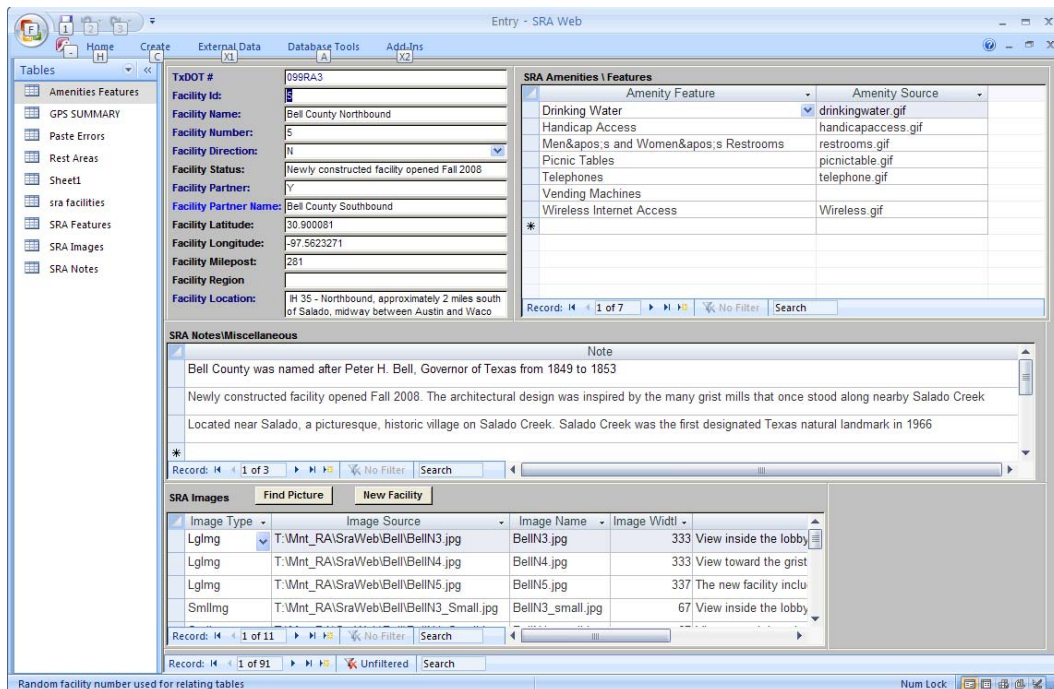 Entry - SRA Web
1 2 3
F
Home Create External Data Database Tools Add-Ins
H C X1 A X2
Tables
Amenities Features
GPS SUMMARY
Paste Errors
Rest Areas
Sheet1
sra facilities
SRA Features
SRA Images
SRA Notes
TxDOT # 099RA3
Facility Id: 5
Facility Name: Bell County Northbound
Facility Number: 5
Facility Direction: N
Facility Status: Newly constructed facility opened Fall 2008
Facility Partner: Y
Facility Partner Name: Bell County Southbound
Facility Latitude: 30.900081
Facility Longitude: -97.5623271
Facility Milepost: 281
Facility Region
Facility Location: IH 35 - Northbound, approximately 2 miles south
of Salado, midway between Austin and Waco
SRA Amenities \ Features
Amenity Feature Amenity Source
Drinking Water drinkingwater.gif
Handicap Access handicapaccess.gif
Men&apos;s and Women&apos;s Restrooms restrooms.gif
Picnic Tables picnictable.gif
Telephones telephone.gif
Vending Machines
Wireless Internet Access Wireless.gif
Record: 1 of 7 No Filter Search
SRA Notes\Miscellaneous
Note
Bell County was named after Peter H. Bell, Governor of Texas from 1849 to 1853
Newly constructed facility opened Fall 2008. The architectural design was inspired by the many grist mills that once stood along nearby Salado Creek
Located near Salado, a picturesque, historic village on Salado Creek. Salado Creek was the first designated Texas natural landmark in 1966
Record: 1 of 3 No Filter Search
SRA Images Find Picture New Facility
Image Type Image Source Image Name Image Widtl
LgImg T:\Mnt_RA\SraWeb\Bell\BellN3.jpg BellN3.jpg 333 View inside the lobby
LgImg T:\Mnt_RA\SraWeb\Bell\BellN4.jpg BellN4.jpg 333 View toward the grist
LgImg T:\Mnt_RA\SraWeb\Bell\BellN5.jpg BellN5.jpg 337 The new facility inclu
SmlImg T:\Mnt_RA\SraWeb\Bell\BellN3_Small.jpg BellN3_small.jpg 67 View inside the lobby
Record: 1 of 11 No Filter Search
Record: 1 of 91 Unfiltered Search
Random facility number used for relating tables Num Lock